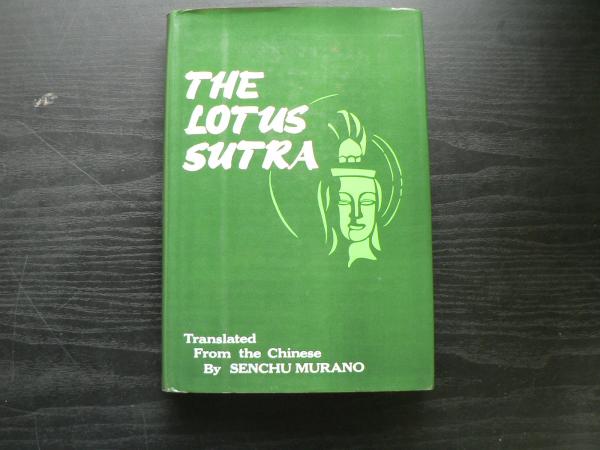 THE
LOTUS
SUTRA
Translated
From the Chinese
By SENCHU MURANO